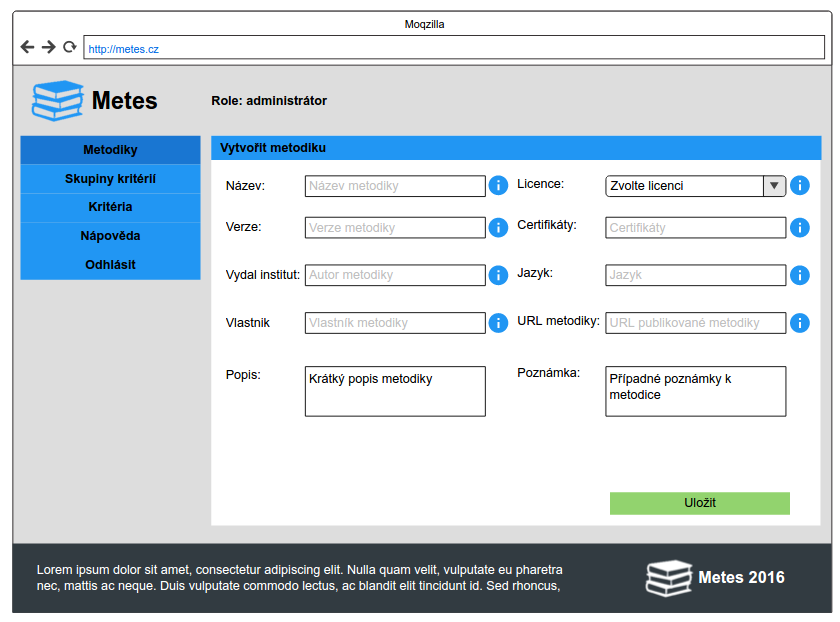 Moqzilla
http://metes.cz
Metes
Role: administrátor
Metodiky
Skupiny kritérií
Kritéria
Nápověda
Odhlásit
Vytvořit metodiku
Název:
Název metodiky
i
Licence:
Zvolte licenci
i
Verze:
Verze metodiky
i
Certifikáty:
Certifikáty
i
Vydal institut:
Autor metodiky
i
Jazyk:
Jazyk
i
Vlastník
Vlastník metodiky
i
URL metodiky:
URL publikované metodiky
i
Popis:
Krátký popis metodiky
Poznámka:
Případné poznámky k
metodice
Uložit
Lorem ipsum dolor sit amet, consectetur adipiscing elit. Nulla quam velit, vulputate eu pharetra
nec, mattis ac neque. Duis vulputate commodo lectus, ac blandit elit tincidunt id. Sed rhoncus,
Metes 2016